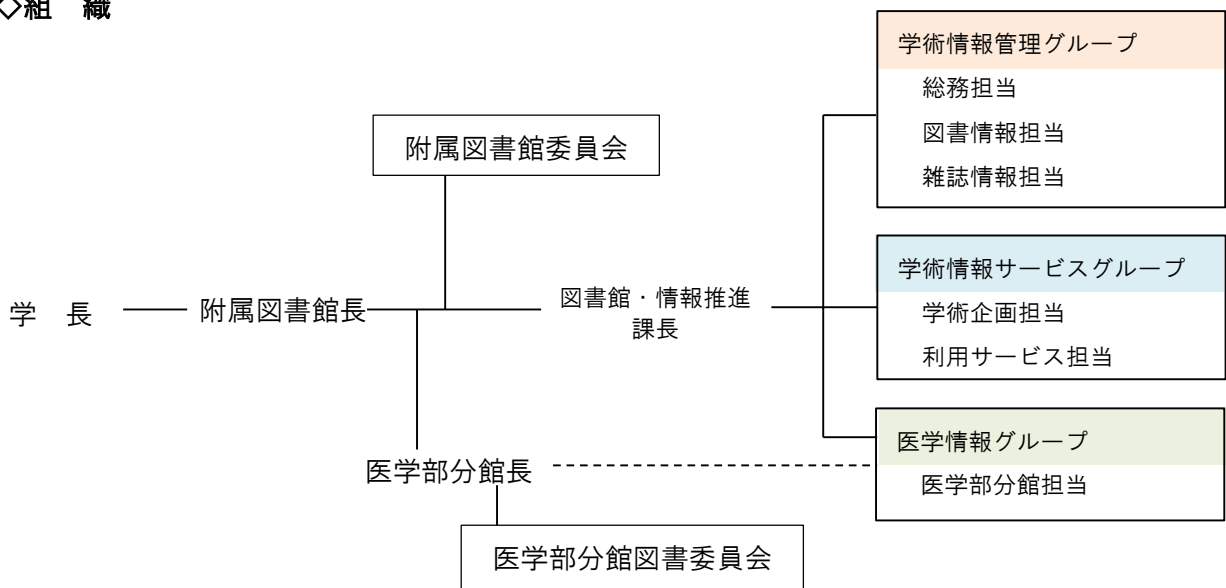 ◇組　織
学術情報管理グループ
総務担当
図書情報担当
雑誌情報担当
附属図書館委員会
学術情報サービスグループ
学術企画担当
利用サービス担当
学　長
附属図書館長
図書館・情報推進
課長
医学情報グループ
医学部分館担当
医学部分館長
医学部分館図書委員会